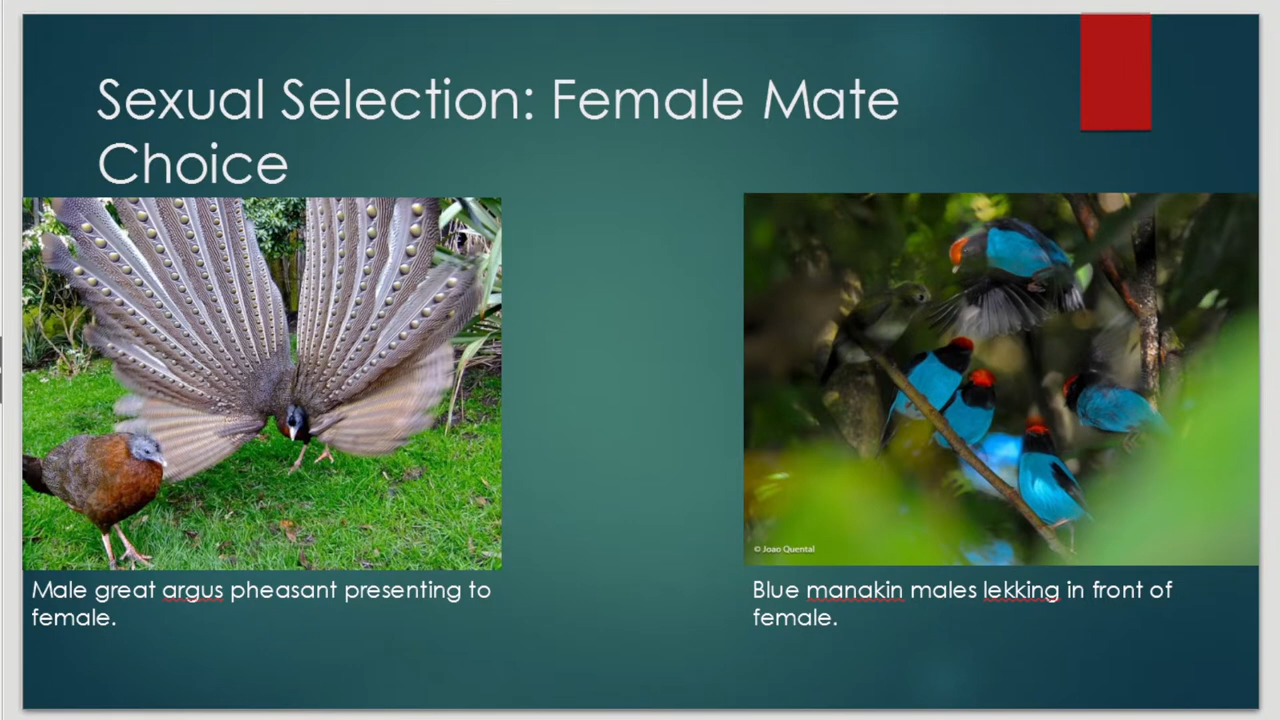 Sexual Selection: Female Mate
Choice
© Joao Quental
Male great argus pheasant presenting to
female.
Blue manakin males lekking in front of
female.